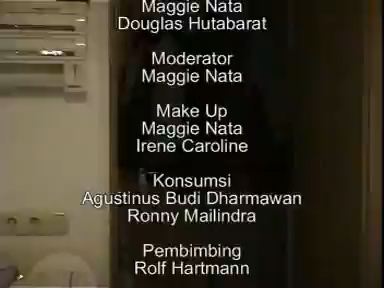 Maggie Nata
Douglas Hutabarat
Moderator
Maggie Nata
Make Up
Maggie Nata
Irene Caroline
Konsumsi
Agustinus Budi Dharmawan
Ronny Mailindra
Pembimbing
Rolf Hartmann